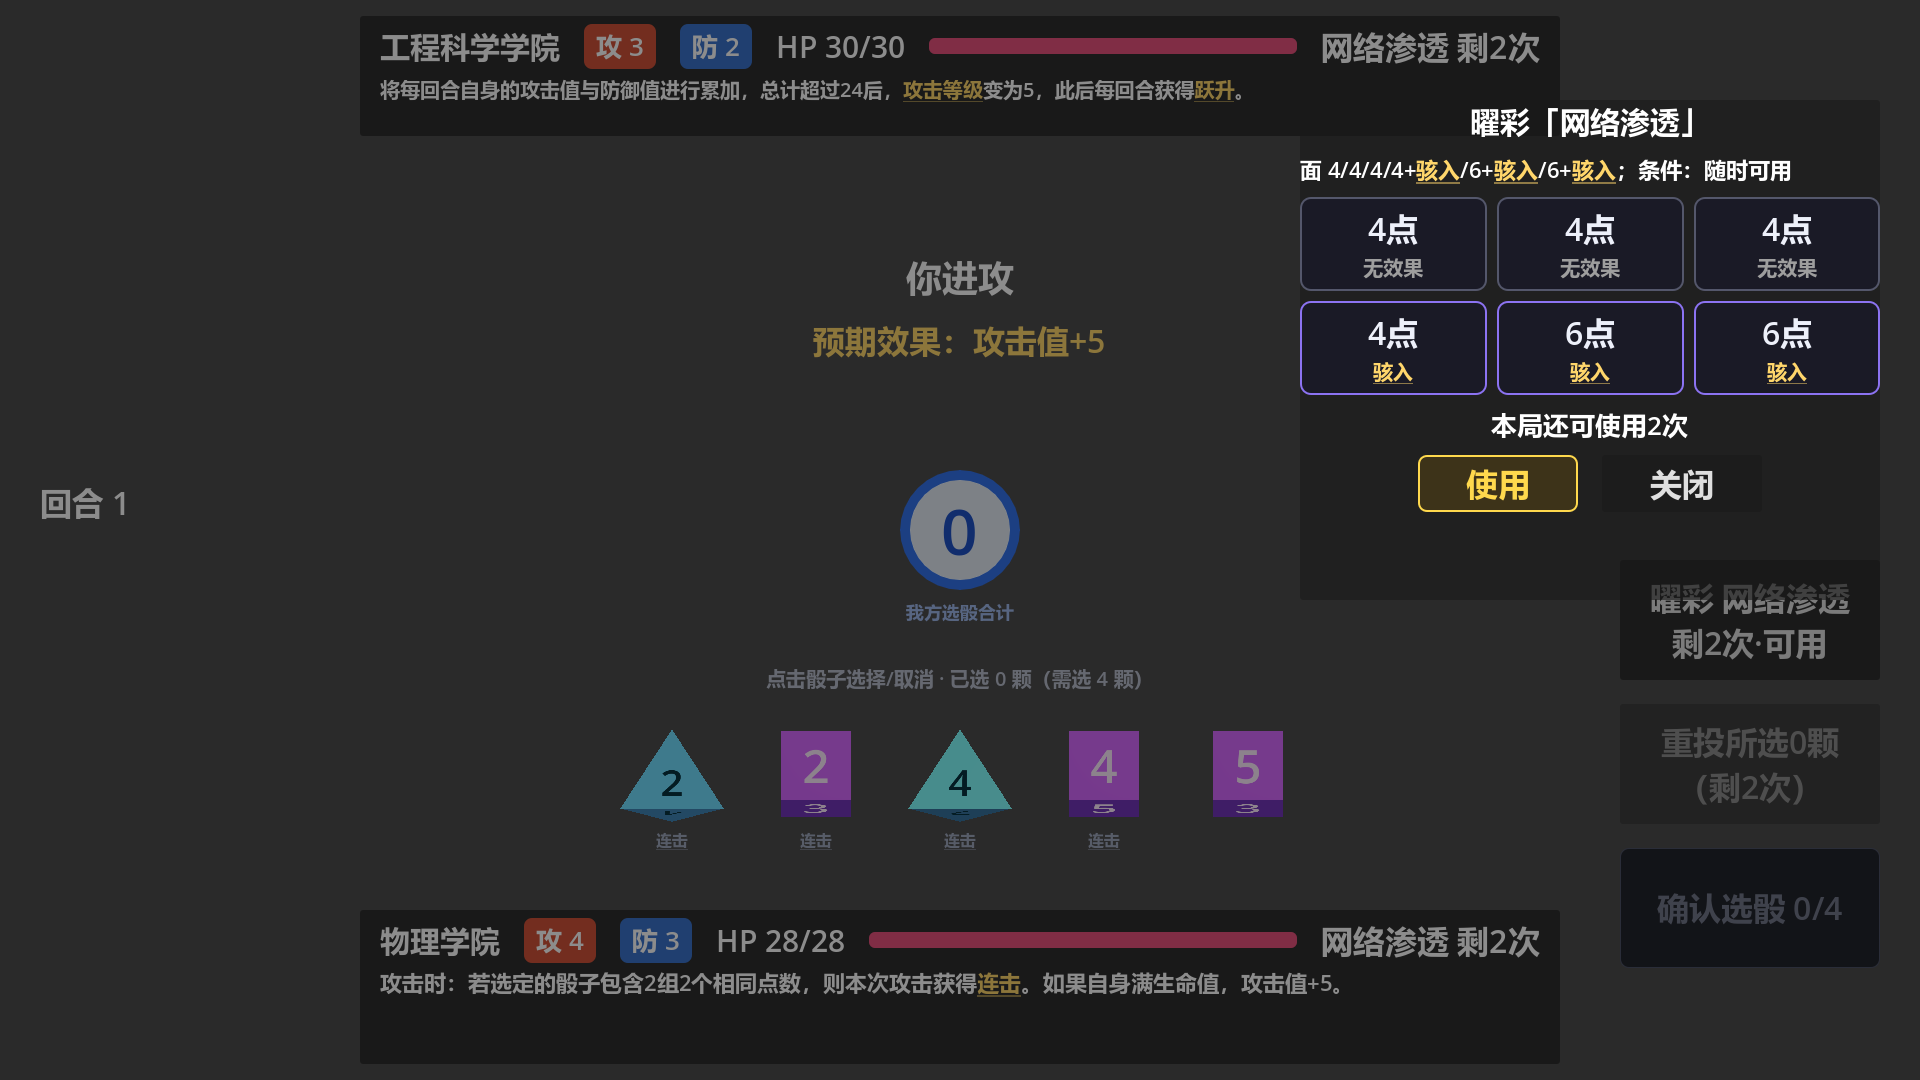 工程科学学院 攻 3 防 2 HP 30/30 网络渗透 剩2次
将每回合自身的攻击值与防御值进行累加，总计超过24后，攻击等级变为5，此后每回合获得跃升。
曜彩「网络渗透」
面 4/4/4/4+骇入/6+骇入/6+骇入；条件：随时可用
4点 4点 4点
无效果 无效果 无效果
4点 6点 6点
骇入 骇入 骇入
本局还可使用2次
使用 关闭
你进攻
预期效果：攻击值+5
回合 1
0
我方选骰合计
曜彩 网络渗透
剩2次·可用
点击骰子选择/取消 · 已选 0 颗（需选 4 颗）
重投所选0颗
（剩2次）
2 2 4 4 5
3 2 5 3
连击 连击 连击 连击
确认选骰 0/4
物理学院 攻 4 防 3 HP 28/28 网络渗透 剩2次
攻击时：若选定的骰子包含2组2个相同点数，则本次攻击获得连击。如果自身满生命值，攻击值+5。